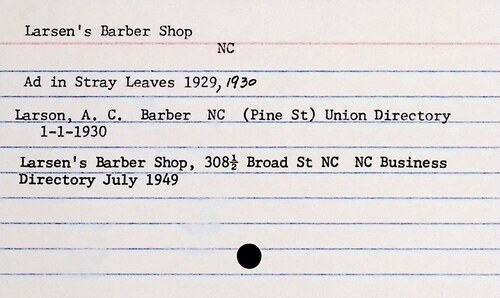 Larsen's Barber Shop
NC
Ad in Stray Leaves 1929, 1930
Larson, A. C. Barber NC (Pine St) Union Directory
1-1-1930
Larsen's Barber Shop, 308½ Broad St NC NC Business
Directory July 1949